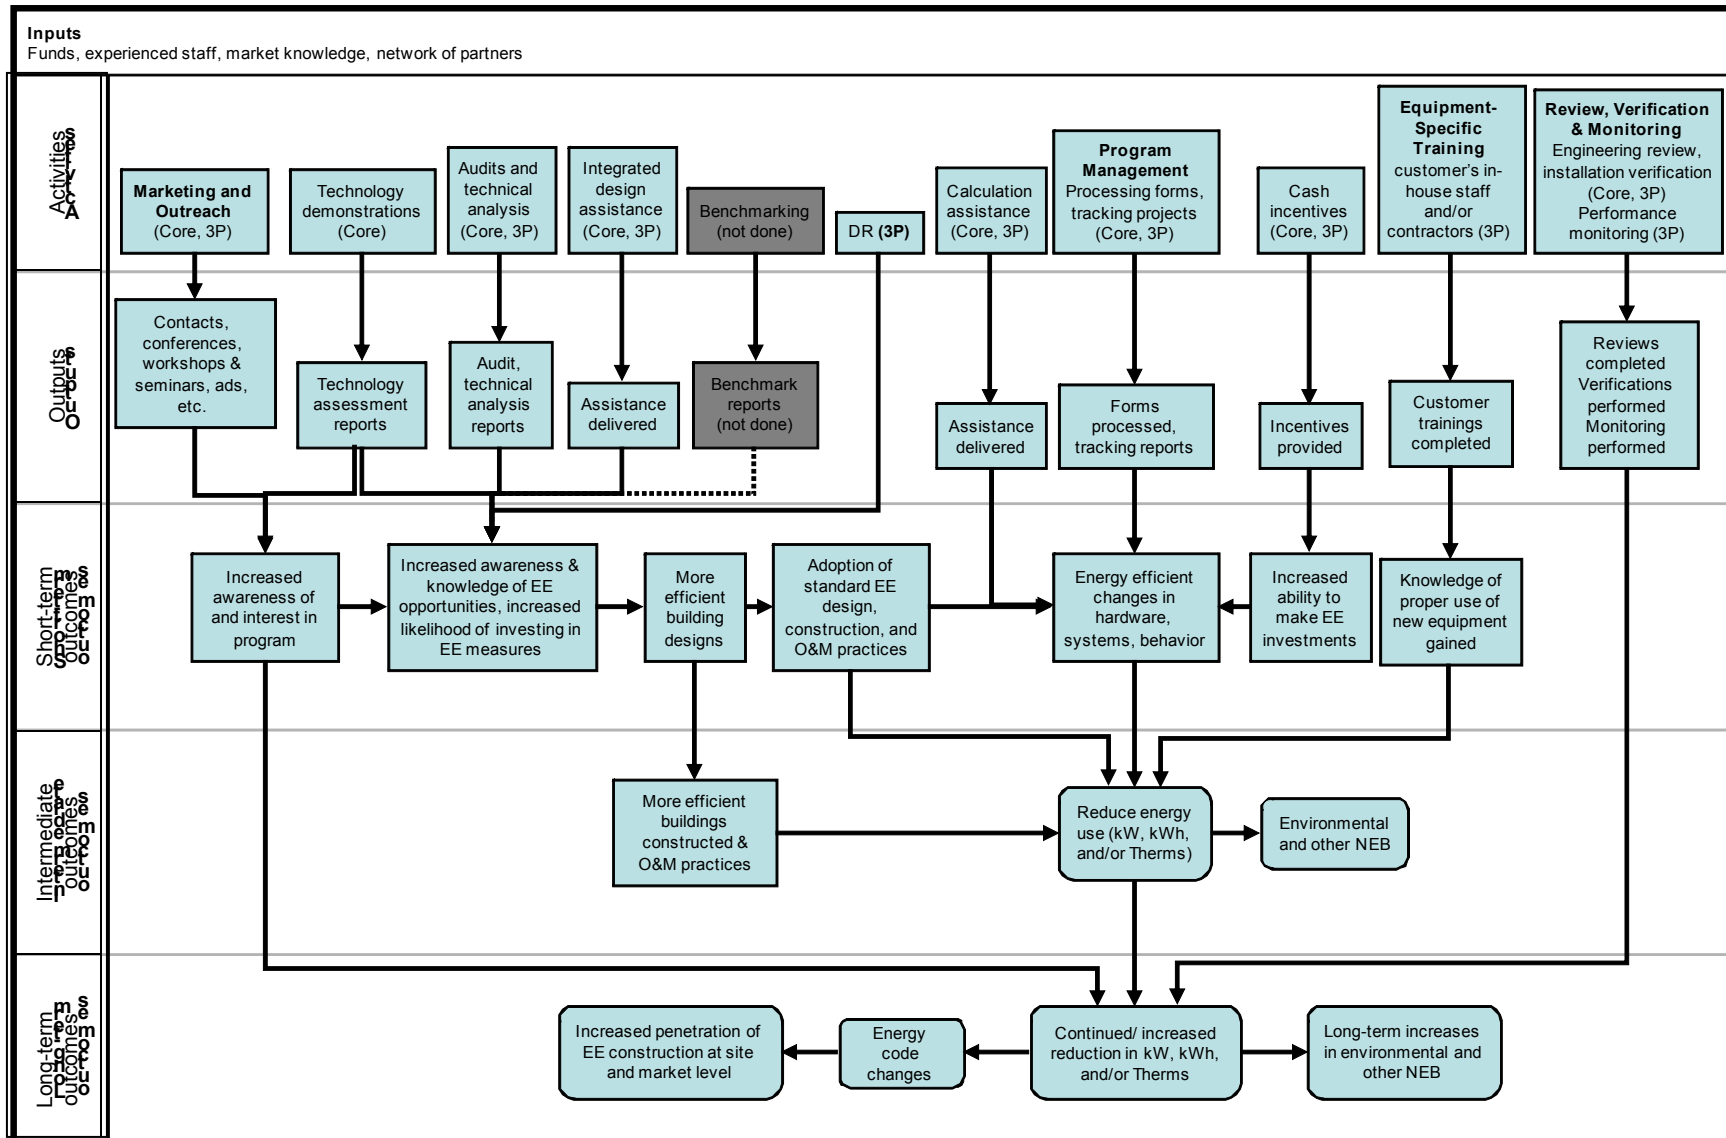 Inputs
Funds, experienced staff, market knowledge, network of partners
Activities
Activities
Marketing and
Outreach
(Core, 3P)
Technology
demonstrations
(Core)
Audits and
technical
analysis
(Core, 3P)
Integrated
design
assistance
(Core, 3P)
Benchmarking
(not done)
DR (3P)
Calculation
assistance
(Core, 3P)
Program
Management
Processing forms,
tracking projects
(Core, 3P)
Cash
incentives
(Core, 3P)
Equipment-
Specific
Training
customer's in-
house staff
and/or
contractors (3P)
Review, Verification
& Monitoring
Engineering review,
installation verification
(Core, 3P)
Performance
monitoring (3P)
Outputs
Outputs
Contacts,
conferences,
workshops &
seminars, ads,
etc.
Technology
assessment
reports
Audit,
technical
analysis
reports
Assistance
delivered
Benchmark
reports
(not done)
Assistance
delivered
Forms
processed,
tracking reports
Incentives
provided
Customer
trainings
completed
Reviews
completed
Verifications
performed
Monitoring
performed
Short-term
outcomes
Short-term
outcomes
Increased
awareness of
and interest in
program
Increased awareness &
knowledge of EE
opportunities, increased
likelihood of investing in
EE measures
More
efficient
building
designs
Adoption of
standard EE
design,
construction, and
O&M practices
Energy efficient
changes in
hardware,
systems, behavior
Increased
ability to
make EE
investments
Knowledge of
proper use of
new equipment
gained
Intermediate
outcomes
Intermediate
outcomes
More efficient
buildings
constructed &
O&M practices
Reduce energy
use (kW, kWh,
and/or Therms)
Environmental
and other NEB
Long-term
outcomes
Long-term
outcomes
Increased penetration of
EE construction at site
and market level
Energy
code
changes
Continued/ increased
reduction in kW, kWh,
and/or Therms
Long-term increases
in environmental and
other NEB